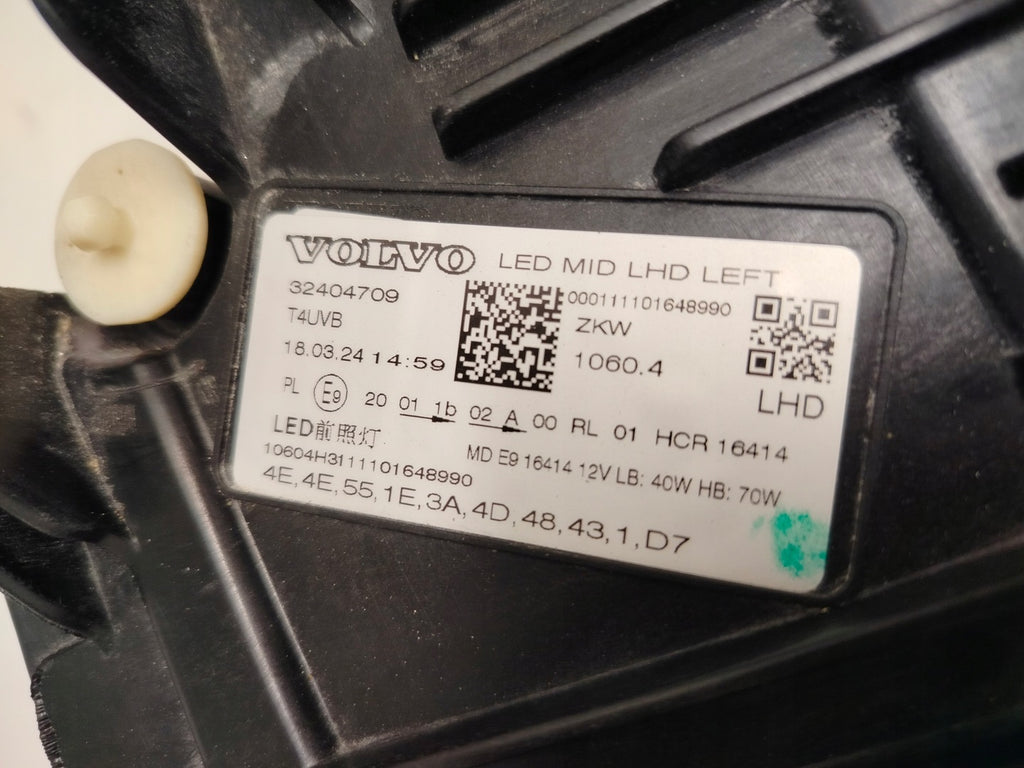 VOLVO LED MID LHD LEFT
32404709
000111101648990
T4UVB
ZKW
18.03.24 14:59
1060.4
LHD
PL E9 20 01 1b 02 A 00 RL 01 HCR 16414
LED前照灯
MD E9 16414 12V LB: 40W HB: 70W
10604H3111101648990
4E,4E,55,1E,3A,4D,48,43,1,D7